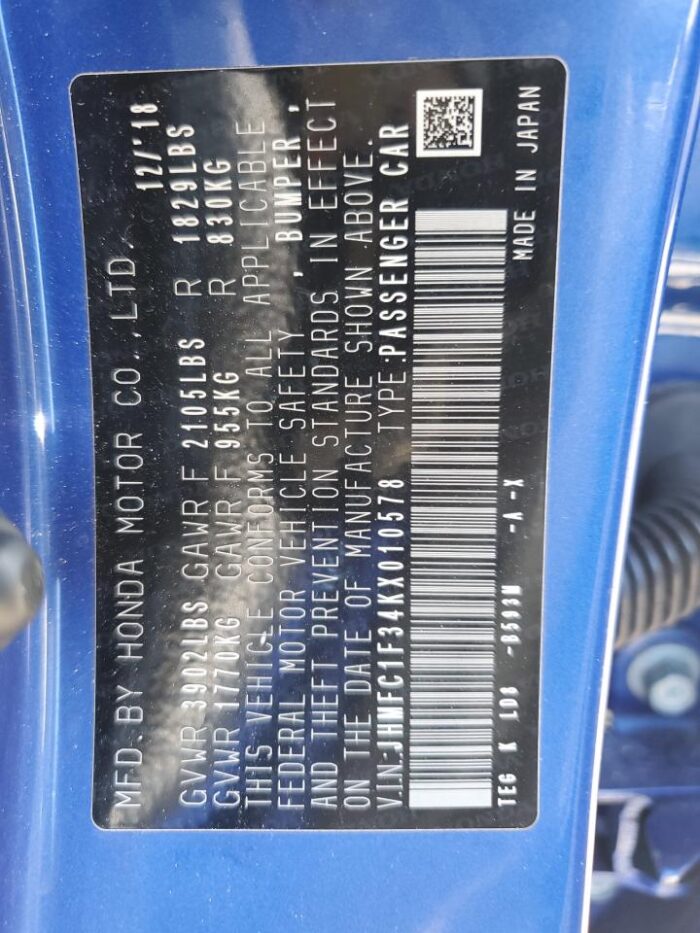 MFD.BY HONDA MOTOR CO.,LTD. 12/'18
GVWR 3902LBS GAWR F 2105LBS R 1829LBS
GVWR 1770KG GAWR F 955KG R 830KG
THIS VEHICLE CONFORMS TO ALL APPLICABLE
FEDERAL MOTOR VEHICLE SAFETY , BUMPER ,
AND THEFT PREVENTION STANDARDS IN EFFECT
ON THE DATE OF MANUFACTURE SHOWN ABOVE.
V.I.N:JHMFC1F34KX010578 TYPE:PASSENGER CAR
TEG K LD8 -B593M -A -X MADE IN JAPAN